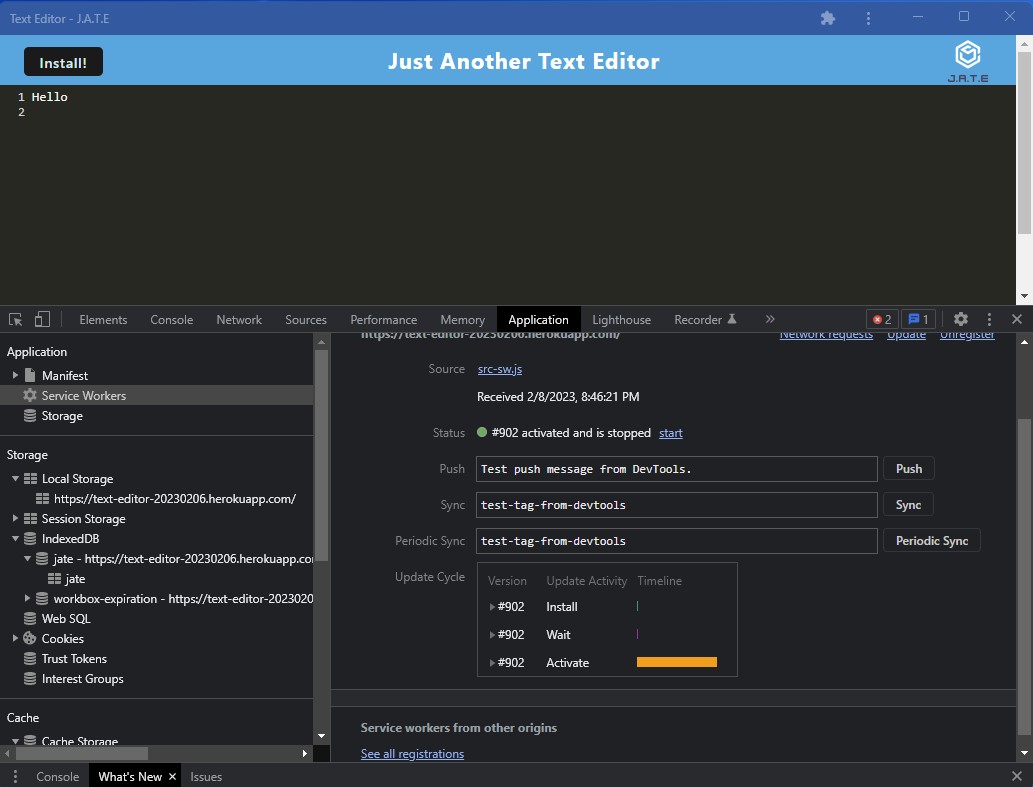 Text Editor - J.A.T.E
Install!
Just Another Text Editor
J.A.T.E
1 Hello
2
Elements Console Network Sources Performance Memory Application Lighthouse Recorder 2 1
Application
Manifest
Service Workers
Storage
Storage
Local Storage
https://text-editor-20230206.herokuapp.com/
Session Storage
IndexedDB
jate - https://text-editor-20230206.herokuapp.co
jate
workbox-expiration - https://text-editor-202302
Web SQL
Cookies
Trust Tokens
Interest Groups
Cache
Cache Storage
https://text-editor-20230206.herokuapp.com/ Network requests Update Unregister
Source src-sw.js
Received 2/8/2023, 8:46:21 PM
Status #902 activated and is stopped start
Push Test push message from DevTools. Push
Sync test-tag-from-devtools Sync
Periodic Sync test-tag-from-devtools Periodic Sync
Update Cycle Version Update Activity Timeline
#902 Install
#902 Wait
#902 Activate
Service workers from other origins
See all registrations
Console What's New Issues